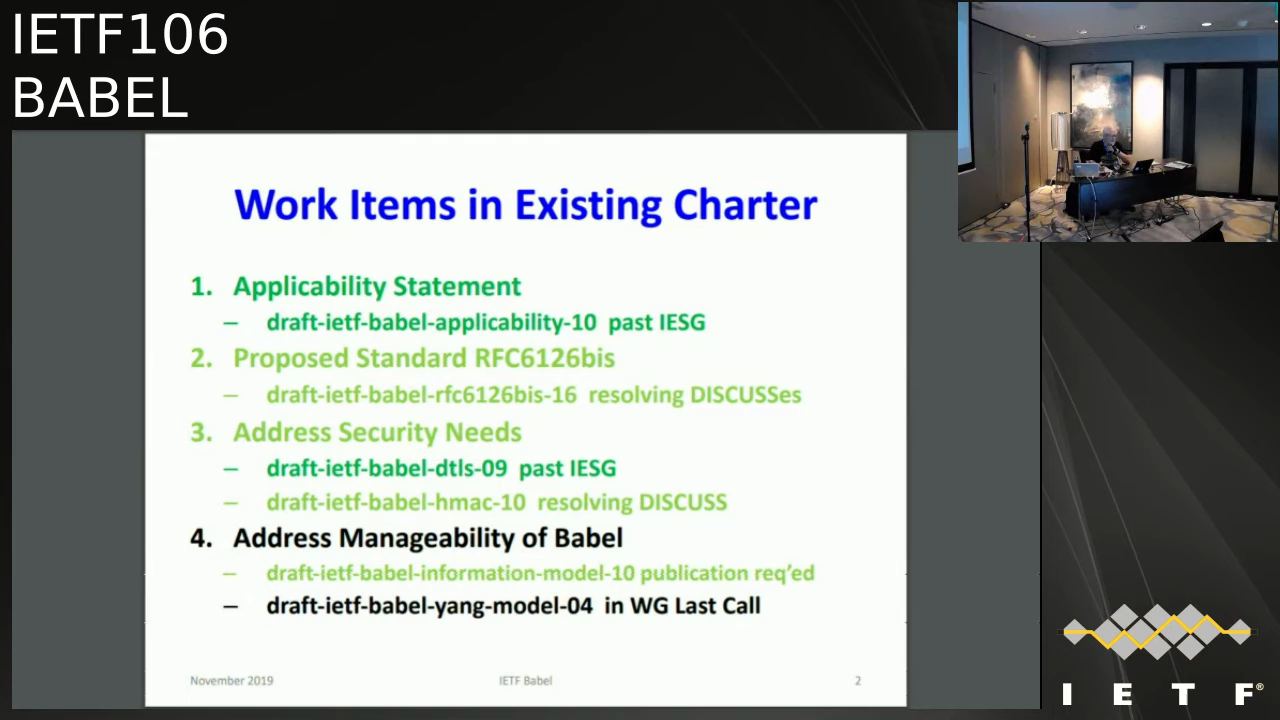 IETF106
BABEL
Work Items in Existing Charter
1. Applicability Statement
– draft-ietf-babel-applicability-10 past IESG
2. Proposed Standard RFC6126bis
– draft-ietf-babel-rfc6126bis-16 resolving DISCUSSes
3. Address Security Needs
– draft-ietf-babel-dtls-09 past IESG
– draft-ietf-babel-hmac-10 resolving DISCUSS
4. Address Manageability of Babel
– draft-ietf-babel-information-model-10 publication req’ed
– draft-ietf-babel-yang-model-04 in WG Last Call
November 2019 IETF Babel 2
I E T F®